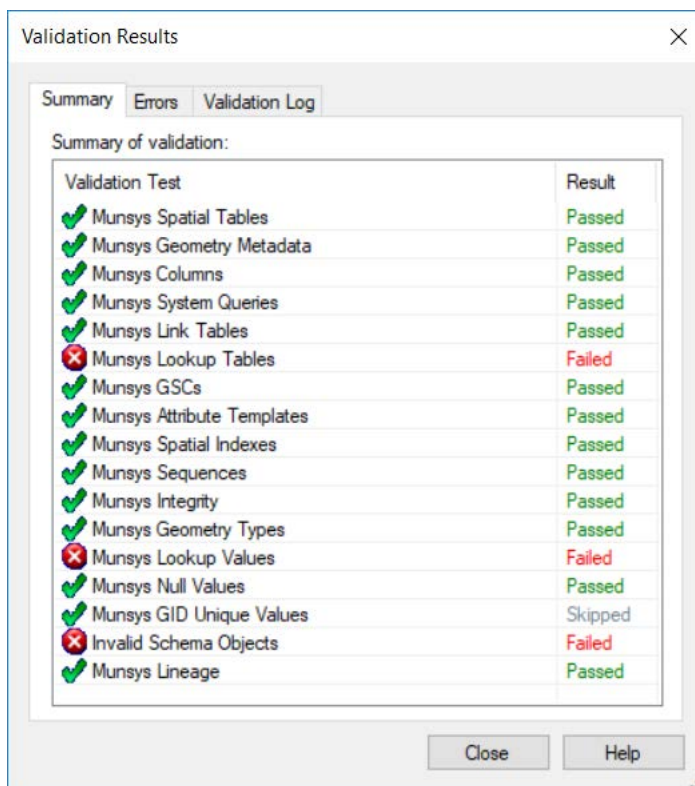 Validation Results
Summary Errors Validation Log
Summary of validation:
Validation Test Result
Munsys Spatial Tables Passed
Munsys Geometry Metadata Passed
Munsys Columns Passed
Munsys System Queries Passed
Munsys Link Tables Passed
Munsys Lookup Tables Failed
Munsys GSCs Passed
Munsys Attribute Templates Passed
Munsys Spatial Indexes Passed
Munsys Sequences Passed
Munsys Integrity Passed
Munsys Geometry Types Passed
Munsys Lookup Values Failed
Munsys Null Values Passed
Munsys GID Unique Values Skipped
Invalid Schema Objects Failed
Munsys Lineage Passed
Close Help